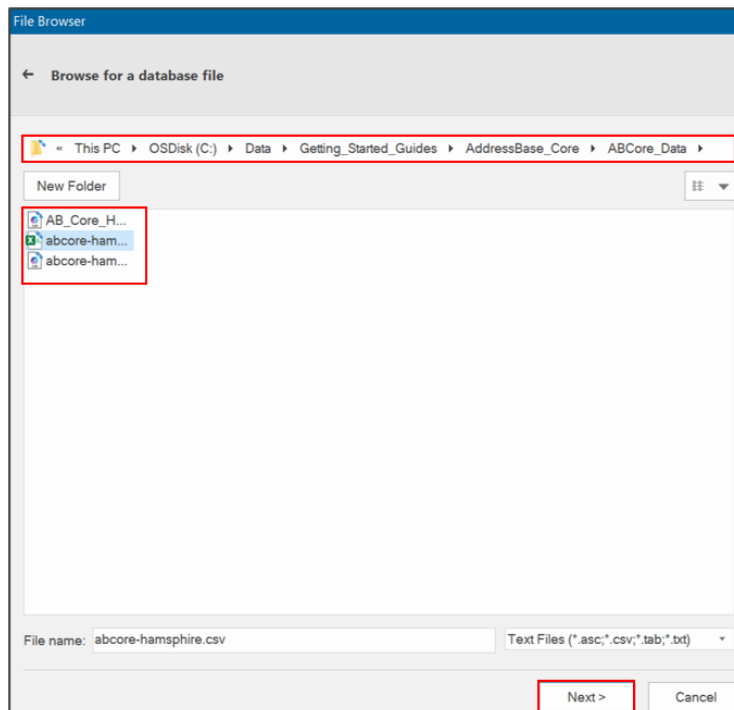 File Browser
← Browse for a database file
« This PC ▸ OSDisk (C:) ▸ Data ▸ Getting_Started_Guides ▸ AddressBase_Core ▸ ABCore_Data ▸
New Folder
AB_Core_H...
abcore-ham...
abcore-ham...
File name: abcore-hamsphire.csv Text Files (*.asc;*.csv;*.tab;*.txt)
Next > Cancel